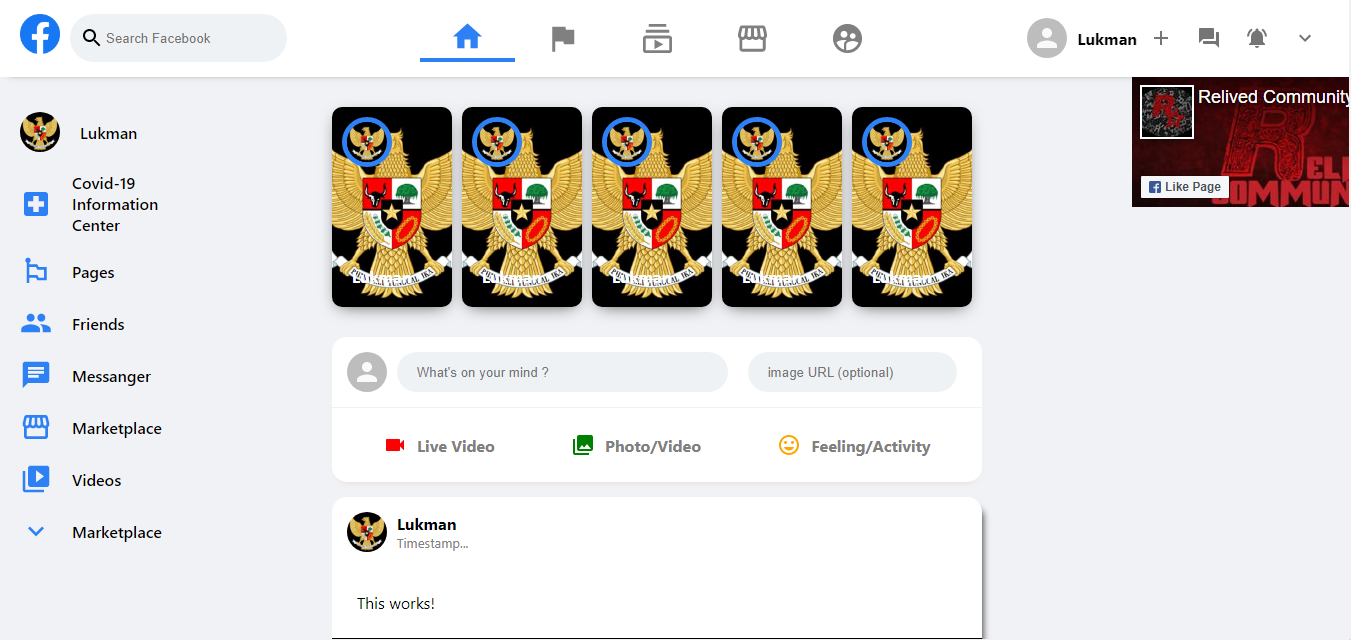 Search Facebook
Lukman
Relived Community
Like Page
Lukman
Covid-19
Information
Center
Pages
Friends
Messanger
Marketplace
Videos
Marketplace
What's on your mind ?
image URL (optional)
Live Video
Photo/Video
Feeling/Activity
Lukman
Timestamp...
This works!